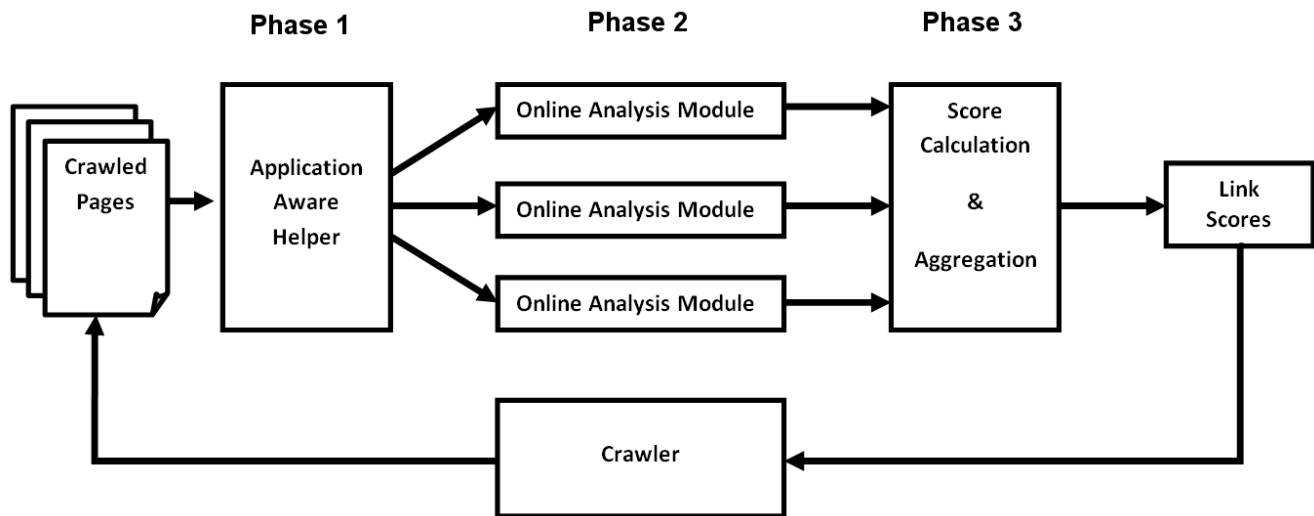 Phase 1
Phase 2
Phase 3
Crawled
Pages
Application
Aware
Helper
Online Analysis Module
Online Analysis Module
Online Analysis Module
Score
Calculation
&
Aggregation
Link
Scores
Crawler